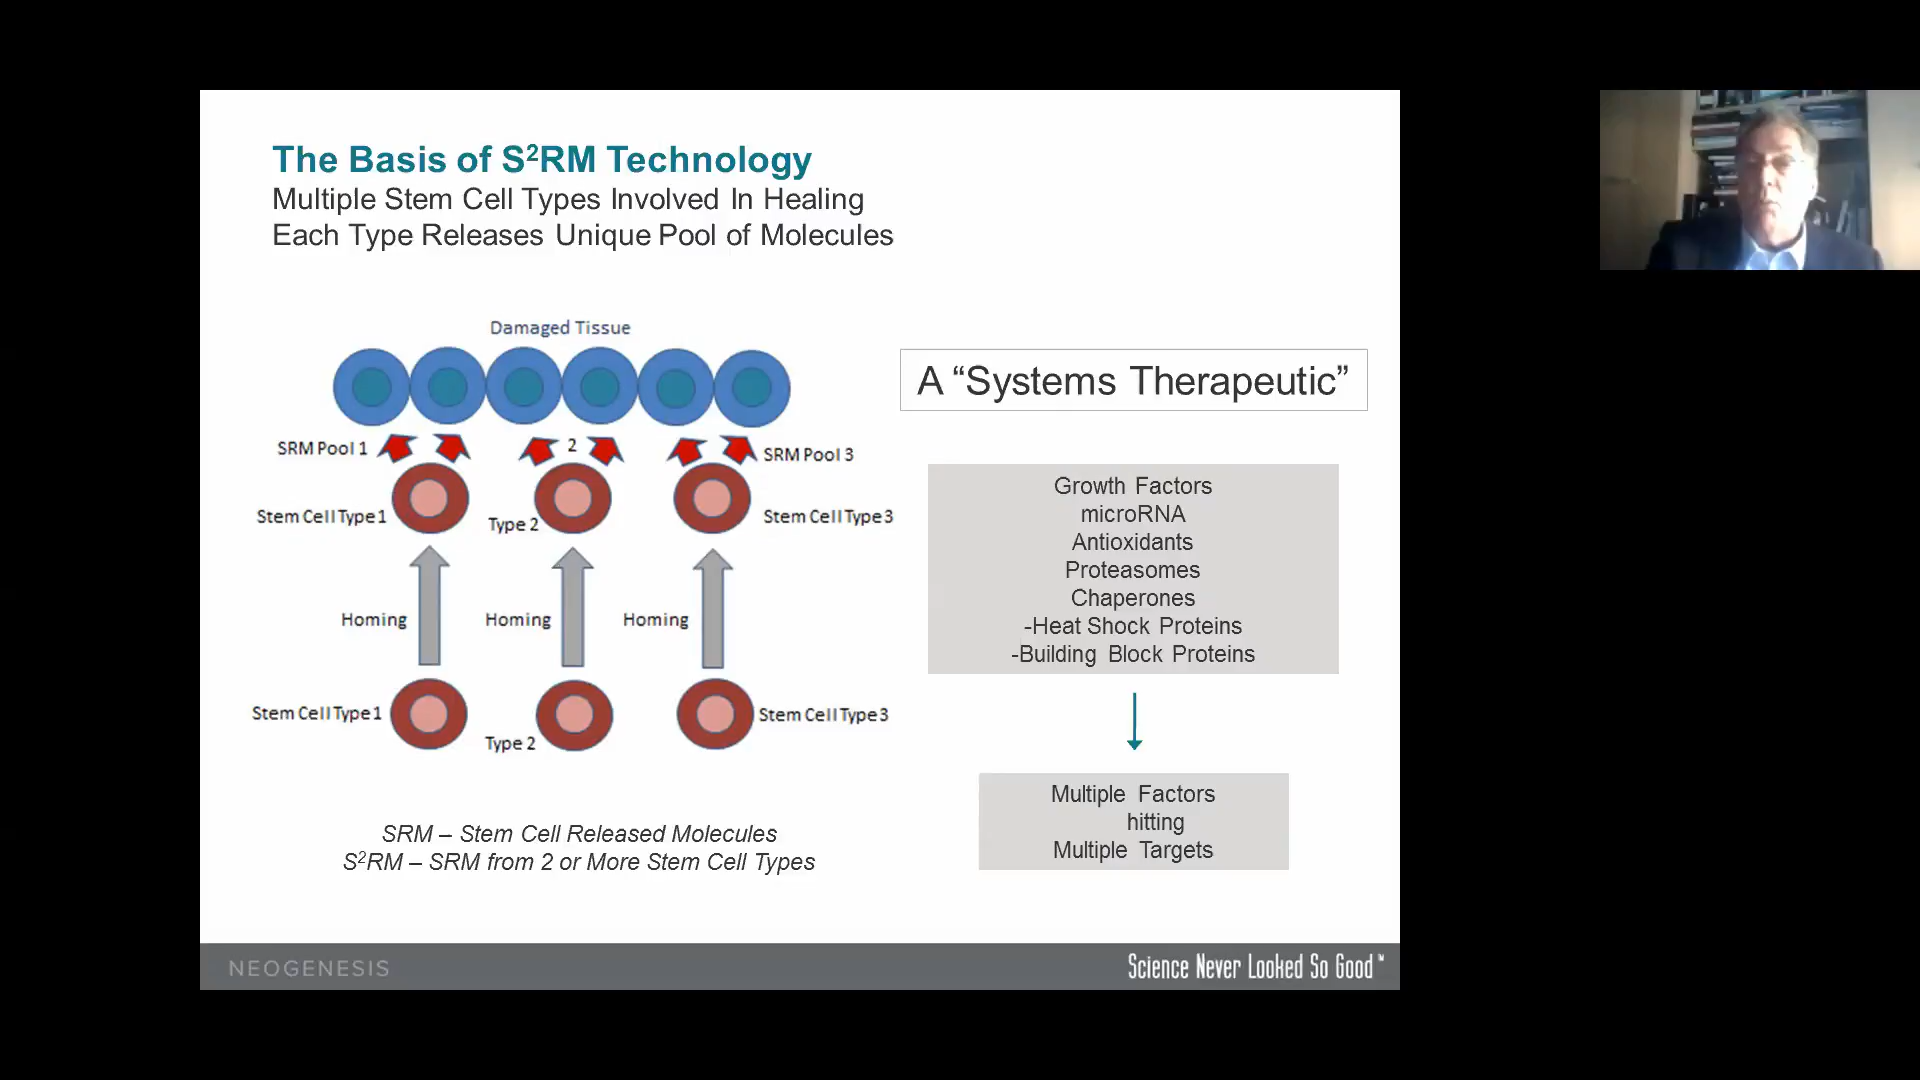 The Basis of S²RM Technology
Multiple Stem Cell Types Involved In Healing
Each Type Releases Unique Pool of Molecules
Damaged Tissue
SRM Pool 1
2
SRM Pool 3
Stem Cell Type 1
Type 2
Stem Cell Type 3
Homing
Homing
Homing
Stem Cell Type 1
Type 2
Stem Cell Type 3
SRM – Stem Cell Released Molecules
S²RM – SRM from 2 or More Stem Cell Types
A “Systems Therapeutic”
Growth Factors
microRNA
Antioxidants
Proteasomes
Chaperones
-Heat Shock Proteins
-Building Block Proteins
Multiple Factors
hitting
Multiple Targets
NEOGENESIS
Science Never Looked So Good™